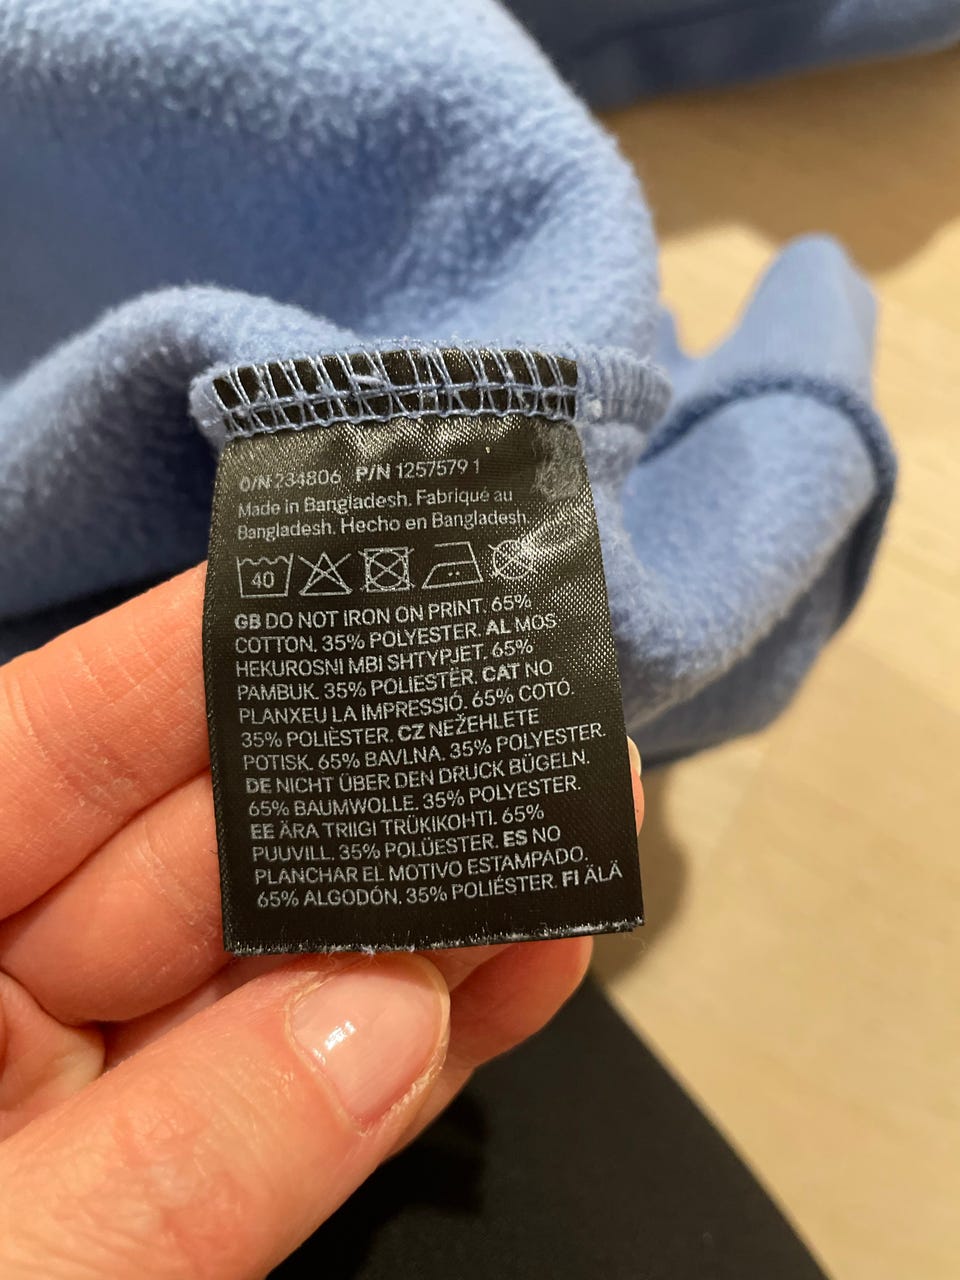 O/N 234806 P/N 1257579 1
Made in Bangladesh. Fabriqué au
Bangladesh. Hecho en Bangladesh.
40
GB DO NOT IRON ON PRINT. 65%
COTTON. 35% POLYESTER. AL MOS
HEKUROSNI MBI SHTYPJET. 65%
PAMBUK. 35% POLIESTËR. CAT NO
PLANXEU LA IMPRESSIÓ. 65% COTÓ.
35% POLIÈSTER. CZ NEŽEHLETE
POTISK. 65% BAVLNA. 35% POLYESTER.
DE NICHT ÜBER DEN DRUCK BÜGELN.
65% BAUMWOLLE. 35% POLYESTER.
EE ÄRA TRIIGI TRÜKIKOHTI. 65%
PUUVILL. 35% POLÜESTER. ES NO
PLANCHAR EL MOTIVO ESTAMPADO.
65% ALGODÓN. 35% POLIÉSTER. FI ÄLÄ